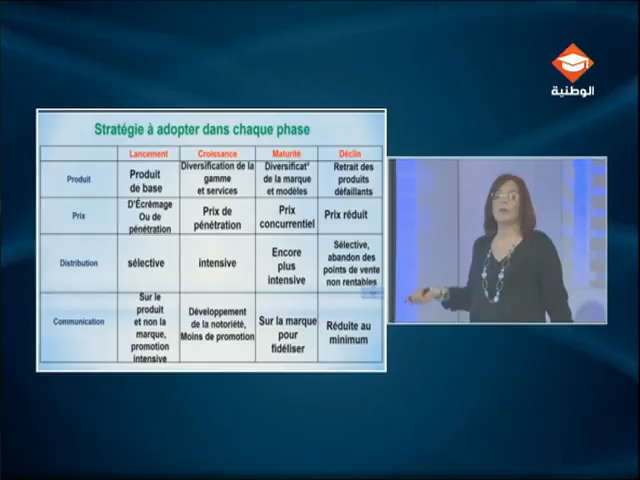 الوطنية
Stratégie à adopter dans chaque phase
Lancement Croissance Maturité Déclin
Produit
Produit
de base
Diversification de la
gamme
et services
Diversificat°
de la marque
et modèles
Retrait des
produits
défaillants
Prix
D'Écrémage
Ou de
pénétration
Prix de
pénétration
Prix
concurrentiel
Prix réduit
Distribution
sélective
intensive
Encore
plus
intensive
Sélective,
abandon des
points de vente
non rentables
Communication
Sur le
produit
et non la
marque,
promotion
intensive
Développement
de la notoriété,
Moins de promotion
Sur la marque
pour
fidéliser
Réduite au
minimum